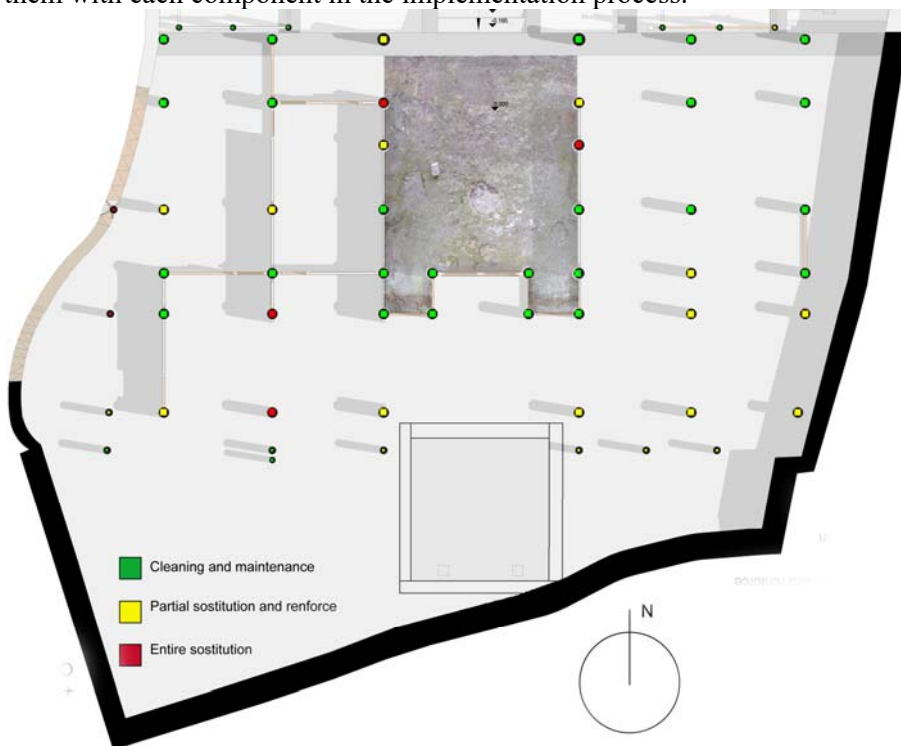 them with each component in the implementation process.
Cleaning and maintenance
Partial sostitution and renforce
Entire sostitution
N